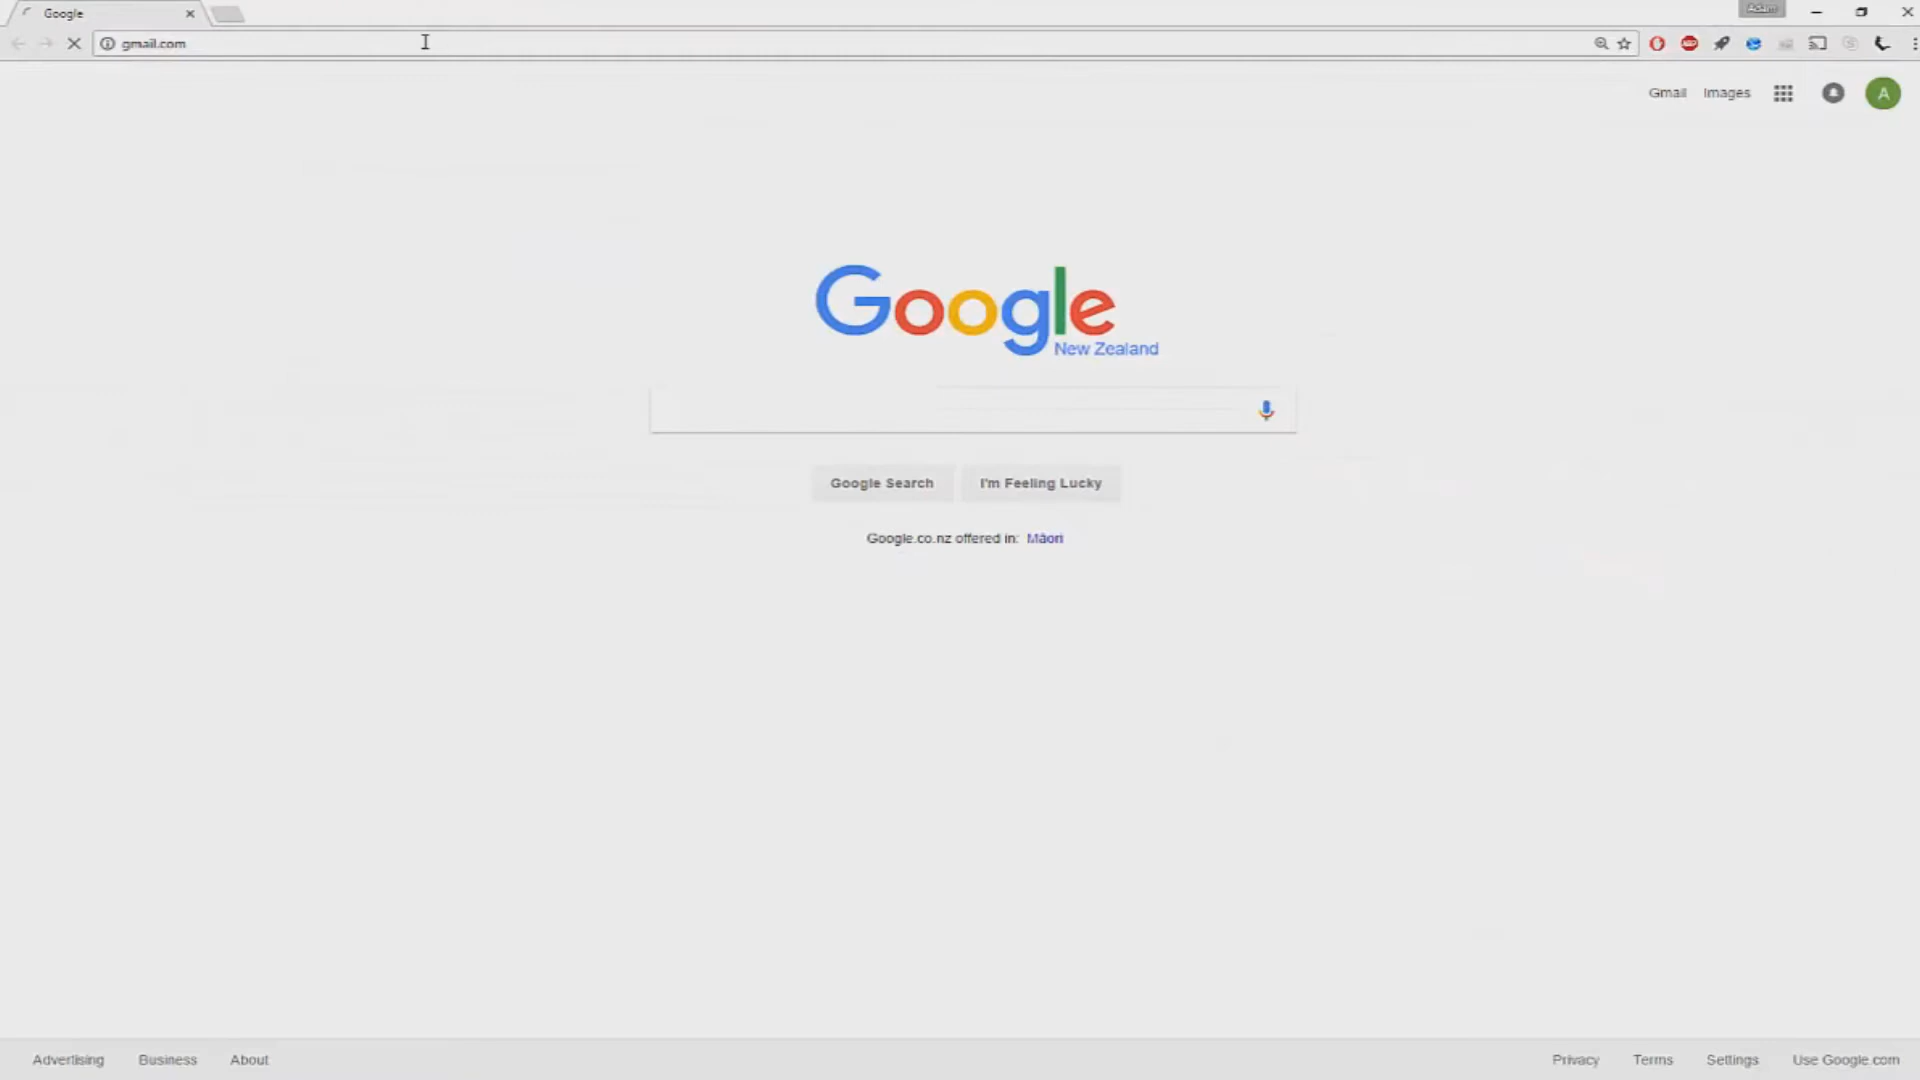 Google
Adam
gmail.com
Gmail Images A
Google
New Zealand
Google Search I'm Feeling Lucky
Google.co.nz offered in: Māori
Advertising Business About Privacy Terms Settings Use Google.com